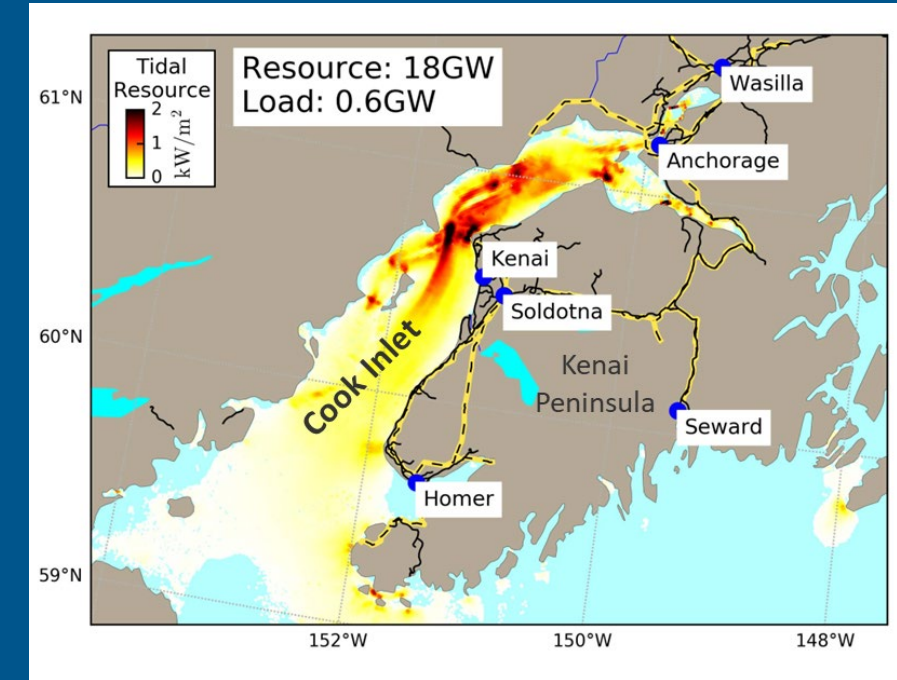 Tidal
Resource
2
1
0
kW/m²
Resource: 18GW
Load: 0.6GW
61°N
60°N
59°N
Wasilla
Anchorage
Kenai
Soldotna
Cook Inlet
Kenai
Peninsula
Seward
Homer
152°W
150°W
148°W